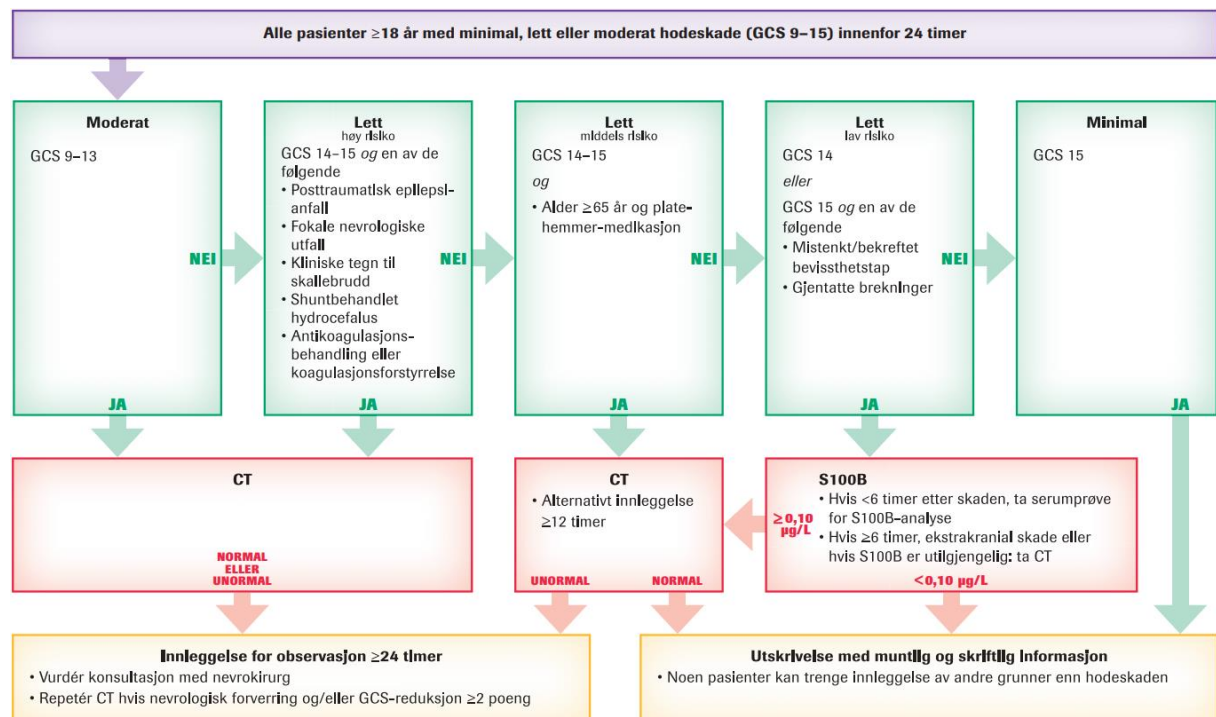 Alle pasienter ≥18 år med minimal, lett eller moderat hodeskade (GCS 9–15) innenfor 24 timer
Moderat
GCS 9–13
NEI
JA
Lett
høy risiko
GCS 14–15 og en av de
følgende
• Posttraumatisk epilepsi-
anfall
• Fokale nevrologiske
utfall
• Kliniske tegn til
skallebrudd
• Shuntbehandlet
hydrocefalus
• Antikoagulasjons-
behandling eller
koagulasjonsforstyrrelse
NEI
JA
Lett
middels risiko
GCS 14–15
og
• Alder ≥65 år og plate-
hemmer-medikasjon
NEI
JA
Lett
lav risiko
GCS 14
eller
GCS 15 og en av de
følgende
• Mistenkt/bekreftet
bevissthetstap
• Gjentatte brekninger
NEI
JA
Minimal
GCS 15
JA
CT
NORMAL
ELLER
UNORMAL
CT
• Alternativt innleggelse
≥12 timer
UNORMAL
NORMAL
≥0,10
µg/L
S100B
• Hvis <6 timer etter skaden, ta serumprøve
for S100B-analyse
• Hvis ≥6 timer, ekstrakranial skade eller
hvis S100B er utilgjengelig: ta CT
<0,10 µg/L
Innleggelse for observasjon ≥24 timer
• Vurdér konsultasjon med nevrokirurg
• Repetér CT hvis nevrologisk forverring og/eller GCS-reduksjon ≥2 poeng
Utskrivelse med muntlig og skriftlig informasjon
• Noen pasienter kan trenge innleggelse av andre grunner enn hodeskaden